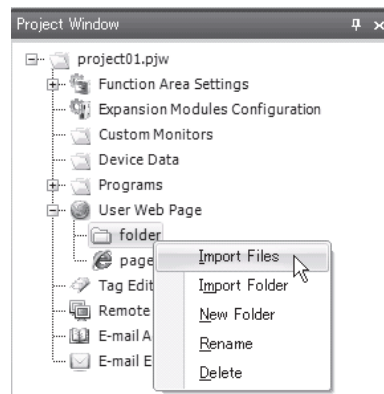 Project Window
project01.pjw
Function Area Settings
Expansion Modules Configuration
Custom Monitors
Device Data
Programs
User Web Page
folder
page
Tag Edit
Remote
E-mail A
E-mail E
Import Files
Import Folder
New Folder
Rename
Delete